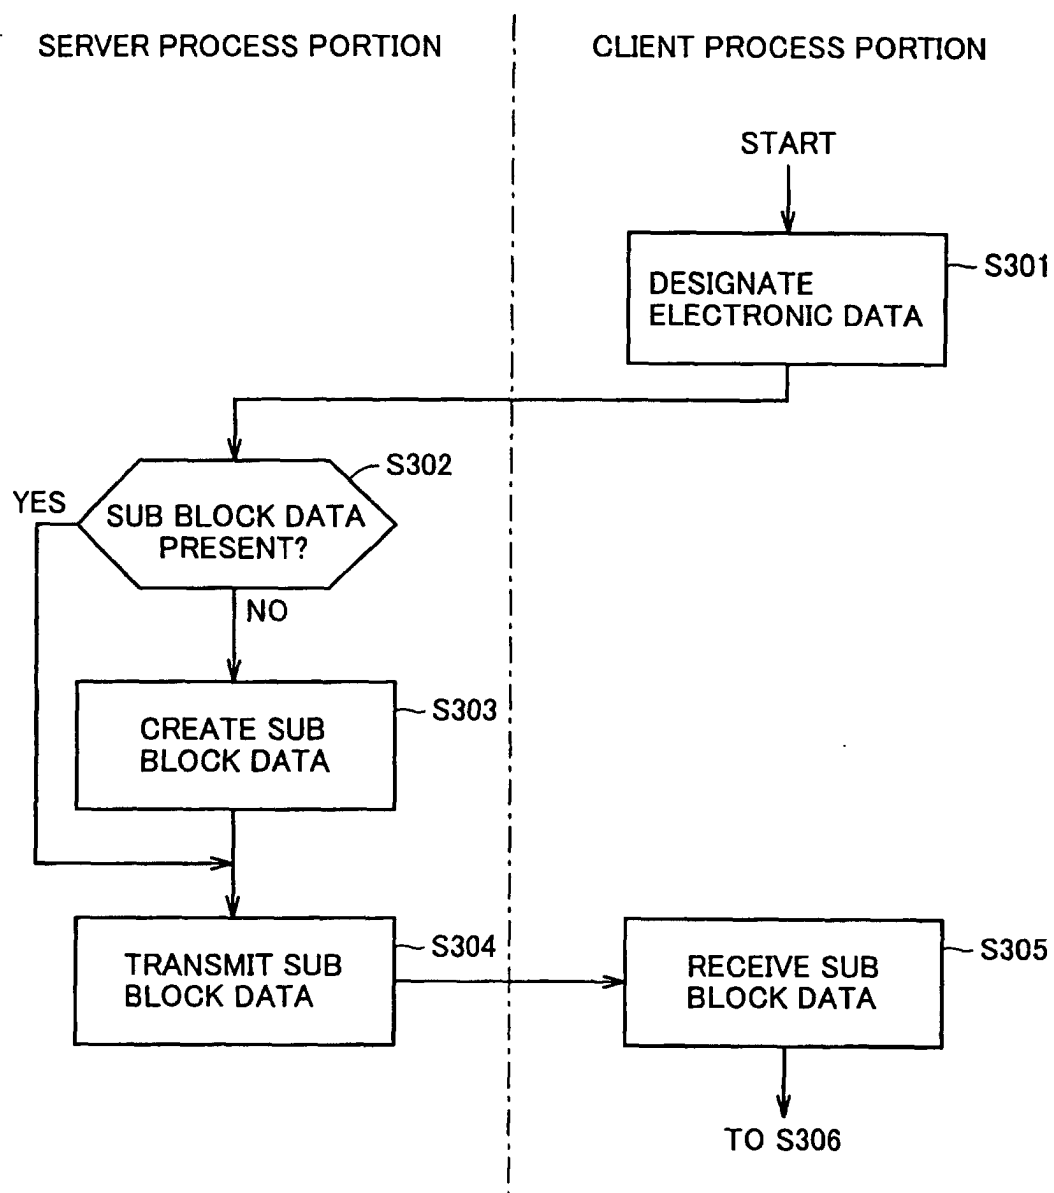 SERVER PROCESS PORTION
CLIENT PROCESS PORTION
START
S301
DESIGNATE
ELECTRONIC DATA
S302
YES
SUB BLOCK DATA
PRESENT?
NO
S303
CREATE SUB
BLOCK DATA
S304
TRANSMIT SUB
BLOCK DATA
S305
RECEIVE SUB
BLOCK DATA
TO S306